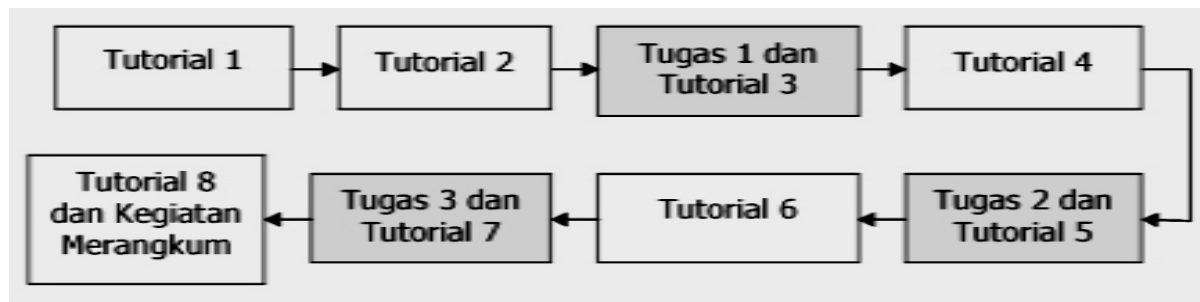 Tutorial 1
Tutorial 2
Tugas 1 dan
Tutorial 3
Tutorial 4
Tugas 2 dan
Tutorial 5
Tutorial 6
Tugas 3 dan
Tutorial 7
Tutorial 8
dan Kegiatan
Merangkum